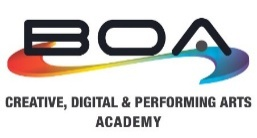 BOA
CREATIVE, DIGITAL & PERFORMING ARTS
ACADEMY